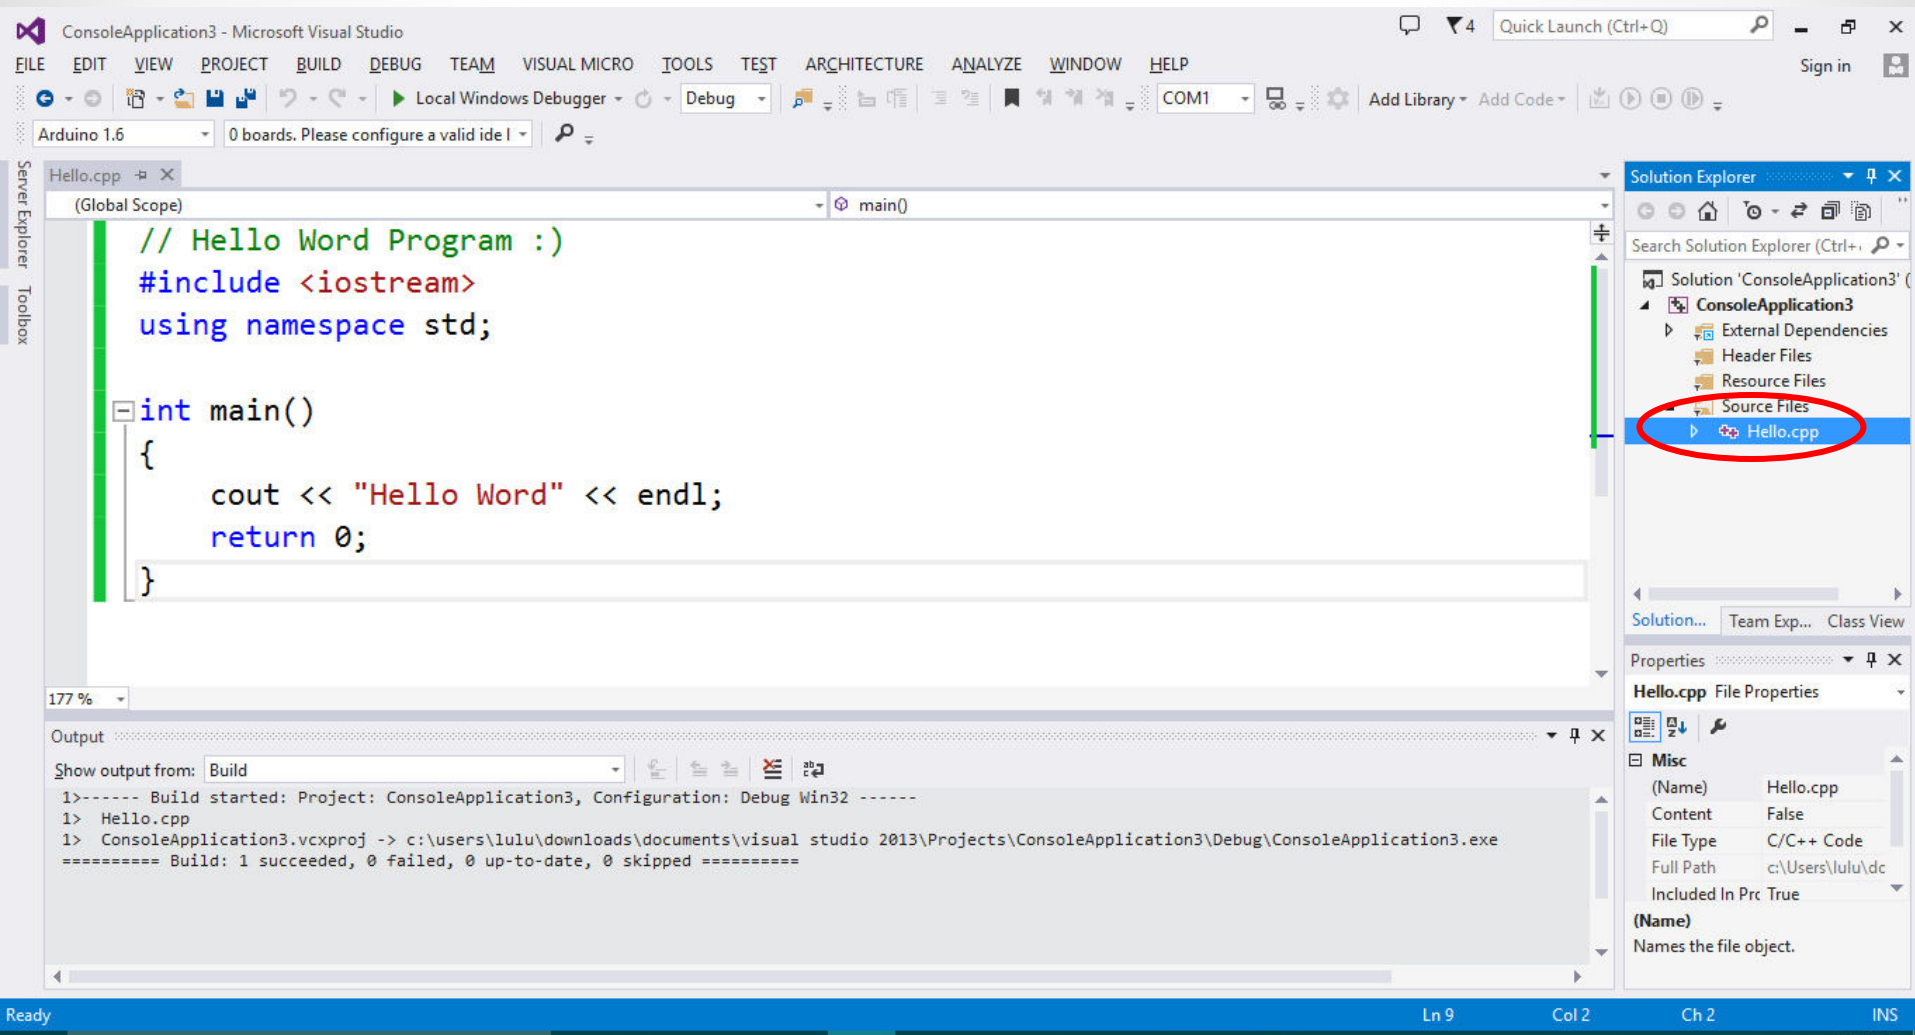 ConsoleApplication3 - Microsoft Visual Studio
4
Quick Launch (Ctrl+Q)
FILE EDIT VIEW PROJECT BUILD DEBUG TEAM VISUAL MICRO TOOLS TEST ARCHITECTURE ANALYZE WINDOW HELP
Sign in
Local Windows Debugger Debug COM1 Add Library Add Code
Arduino 1.6 0 boards. Please configure a valid ide l
Server Explorer
Toolbox
Hello.cpp
(Global Scope) main()
// Hello Word Program :)
#include <iostream>
using namespace std;
int main()
{
cout << "Hello Word" << endl;
return 0;
}
177 %
Output
Show output from: Build
1>------ Build started: Project: ConsoleApplication3, Configuration: Debug Win32 ------
1> Hello.cpp
1> ConsoleApplication3.vcxproj -> c:\users\lulu\downloads\documents\visual studio 2013\Projects\ConsoleApplication3\Debug\ConsoleApplication3.exe
========== Build: 1 succeeded, 0 failed, 0 up-to-date, 0 skipped ==========
Solution Explorer
Search Solution Explorer (Ctrl+
Solution 'ConsoleApplication3' (
ConsoleApplication3
External Dependencies
Header Files
Resource Files
Source Files
Hello.cpp
Solution... Team Exp... Class View
Properties
Hello.cpp File Properties
Misc
(Name) Hello.cpp
Content False
File Type C/C++ Code
Full Path c:\Users\lulu\dc
Included In Prc True
(Name)
Names the file object.
Ready Ln 9 Col 2 Ch 2 INS